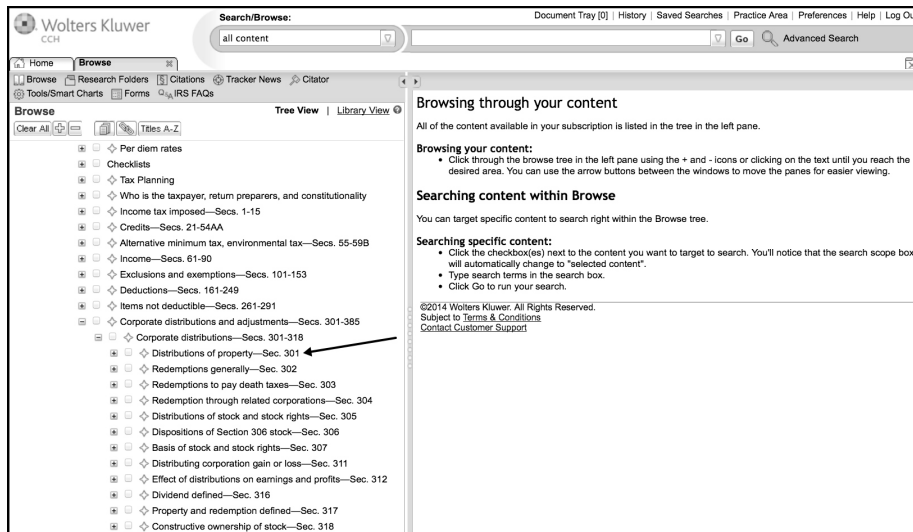 Wolters Kluwer
CCH
Search/Browse:
all content
Document Tray [0] | History | Saved Searches | Practice Area | Preferences | Help | Log Ou
Go
Advanced Search
Home
Browse
Browse
Research Folders
Citations
Tracker News
Citator
Tools/Smart Charts
Forms
IRS FAQs
Browse
Tree View | Library View
Clear All
Titles A-Z
Per diem rates
Checklists
Tax Planning
Who is the taxpayer, return preparers, and constitutionality
Income tax imposed—Secs. 1-15
Credits—Secs. 21-54AA
Alternative minimum tax, environmental tax—Secs. 55-59B
Income—Secs. 61-90
Exclusions and exemptions—Secs. 101-153
Deductions—Secs. 161-249
Items not deductible—Secs. 261-291
Corporate distributions and adjustments—Secs. 301-385
Corporate distributions—Secs. 301-318
Distributions of property—Sec. 301
Redemptions generally—Sec. 302
Redemptions to pay death taxes—Sec. 303
Redemption through related corporations—Sec. 304
Distributions of stock and stock rights—Sec. 305
Dispositions of Section 306 stock—Sec. 306
Basis of stock and stock rights—Sec. 307
Distributing corporation gain or loss—Sec. 311
Effect of distributions on earnings and profits—Sec. 312
Dividend defined—Sec. 316
Property and redemption defined—Sec. 317
Constructive ownership of stock—Sec. 318
Browsing through your content
All of the content available in your subscription is listed in the tree in the left pane.
Browsing your content:
• Click through the browse tree in the left pane using the + and - icons or clicking on the text until you reach the
desired area. You can use the arrow buttons between the windows to move the panes for easier viewing.
Searching content within Browse
You can target specific content to search right within the Browse tree.
Searching specific content:
• Click the checkbox(es) next to the content you want to target to search. You'll notice that the search scope box
will automatically change to "selected content".
• Type search terms in the search box.
• Click Go to run your search.
©2014 Wolters Kluwer. All Rights Reserved.
Subject to Terms & Conditions
Contact Customer Support